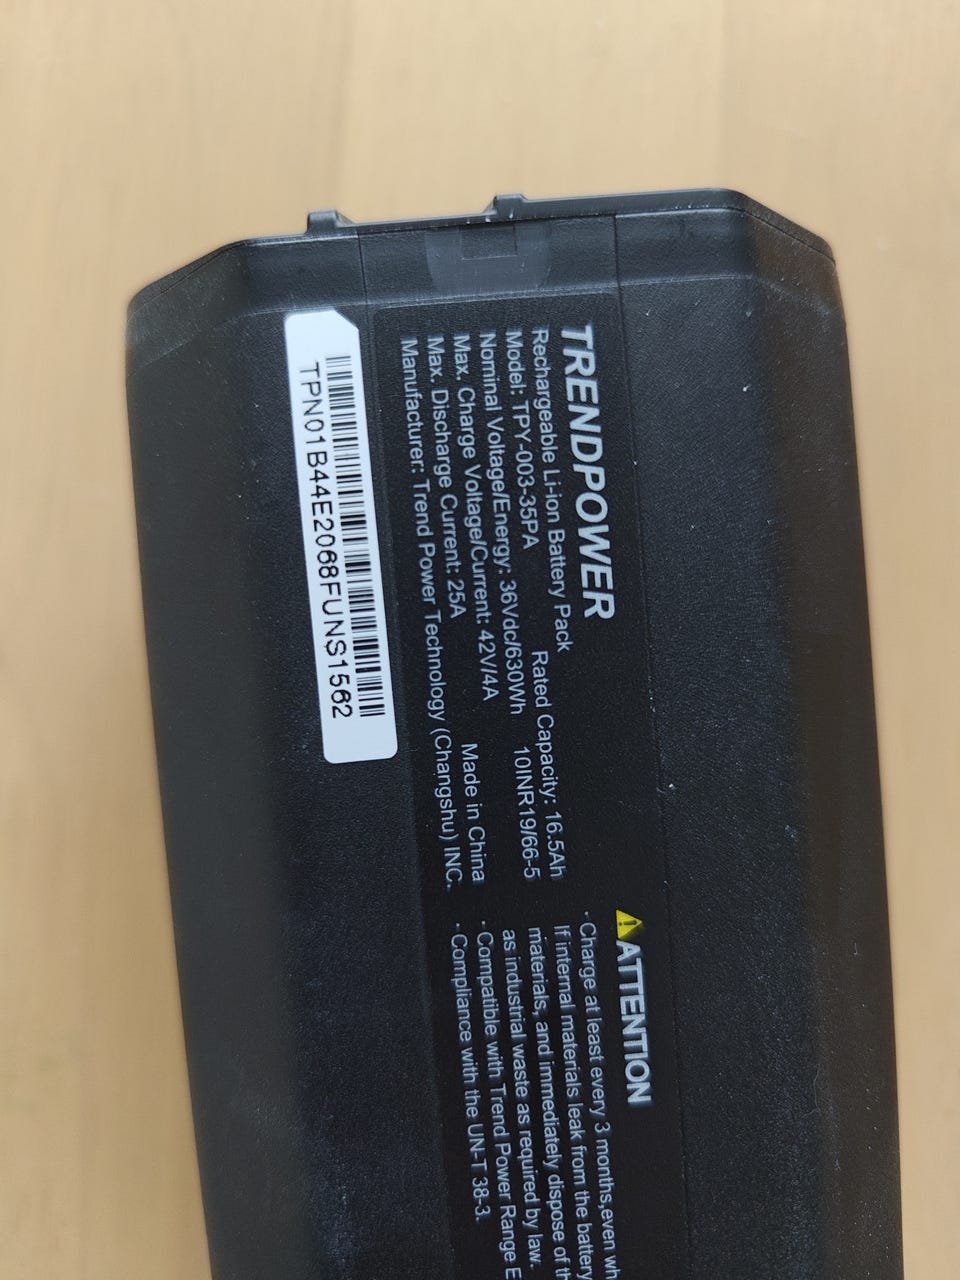 TRENDPOWER
Rechargeable Li-ion Battery Pack
Model: TPY-003-35PA Rated Capacity: 16.5Ah
Nominal Voltage/Energy: 36Vdc/630Wh 10INR19/66-5
Max. Charge Voltage/Current: 42V/4A
Max. Discharge Current: 25A Made in China
Manufacturer: Trend Power Technology (Changshu) INC.
TPN01B44E2068FUNS1562
ATTENTION
· Charge at least every 3 months,even wh
If internal materials leak from the battery
materials, and immediately dispose of th
as industrial waste as required by law.
· Compatible with Trend Power Range E
· Compliance with the UN-T 38-3.